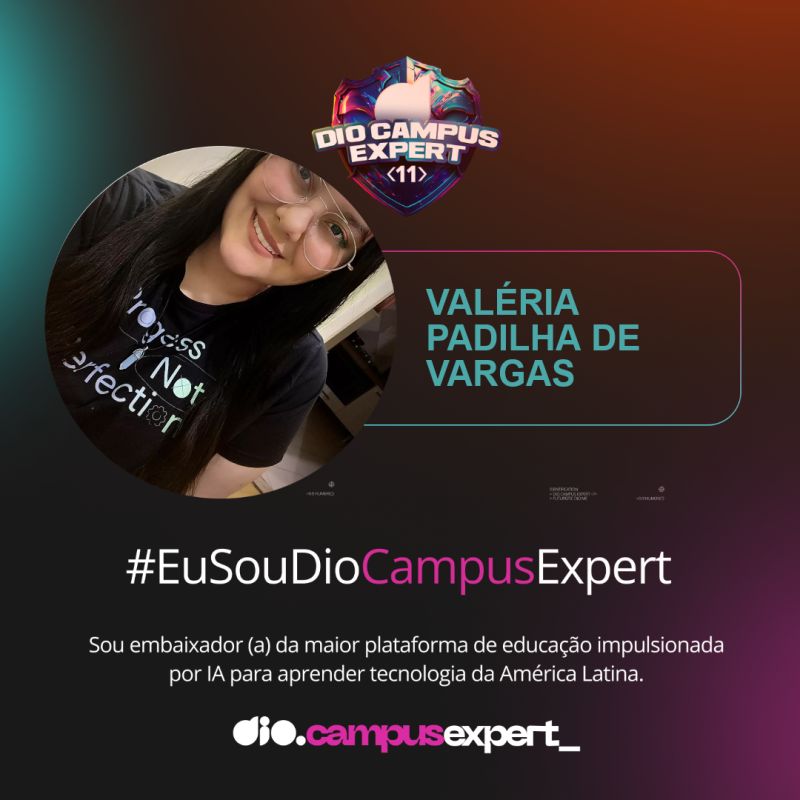 DIO CAMPUS
EXPERT
<11>
Progess
Not
Perfection
VALÉRIA
PADILHA DE
VARGAS
#EuSouDioCampusExpert
Sou embaixador (a) da maior plataforma de educação impulsionada
por IA para aprender tecnologia da América Latina.
dio.campusexpert_